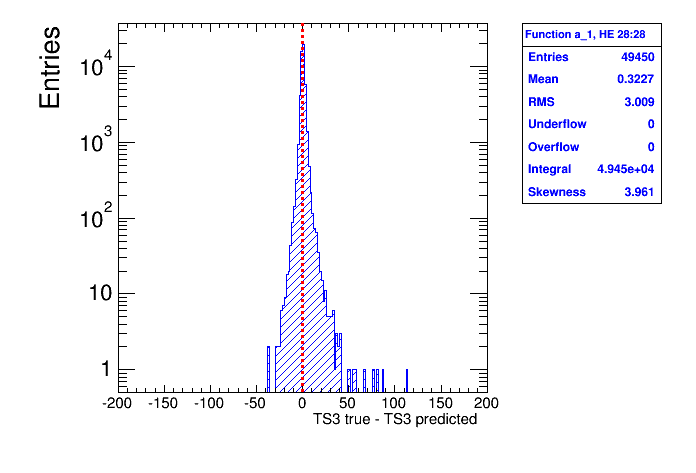 Function a_1, HE 28:28
Entries 49450
Mean 0.3227
RMS 3.009
Underflow 0
Overflow 0
Integral 4.945e+04
Skewness 3.961
Entries
10^4
10^3
10^2
10
1
-200 -150 -100 -50 0 50 100 150 200
TS3 true - TS3 predicted